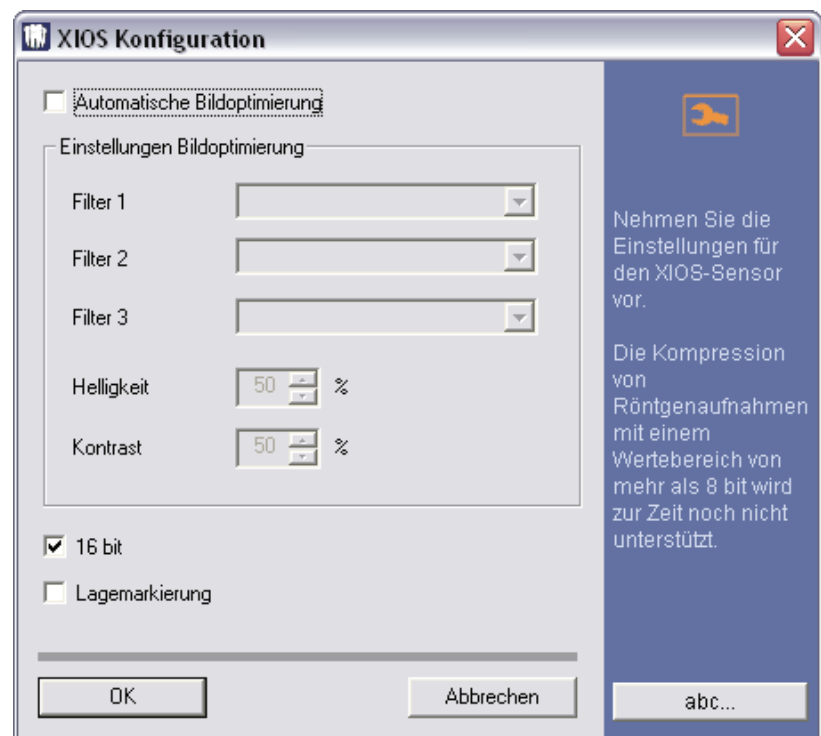 XIOS Konfiguration
Automatische Bildoptimierung
Einstellungen Bildoptimierung
Filter 1
Filter 2
Filter 3
Helligkeit 50 %
Kontrast 50 %
16 bit
Lagemarkierung
OK
Abbrechen
Nehmen Sie die
Einstellungen für
den XIOS-Sensor
vor.
Die Kompression
von
Röntgenaufnahmen
mit einem
Wertebereich von
mehr als 8 bit wird
zur Zeit noch nicht
unterstützt.
abc...